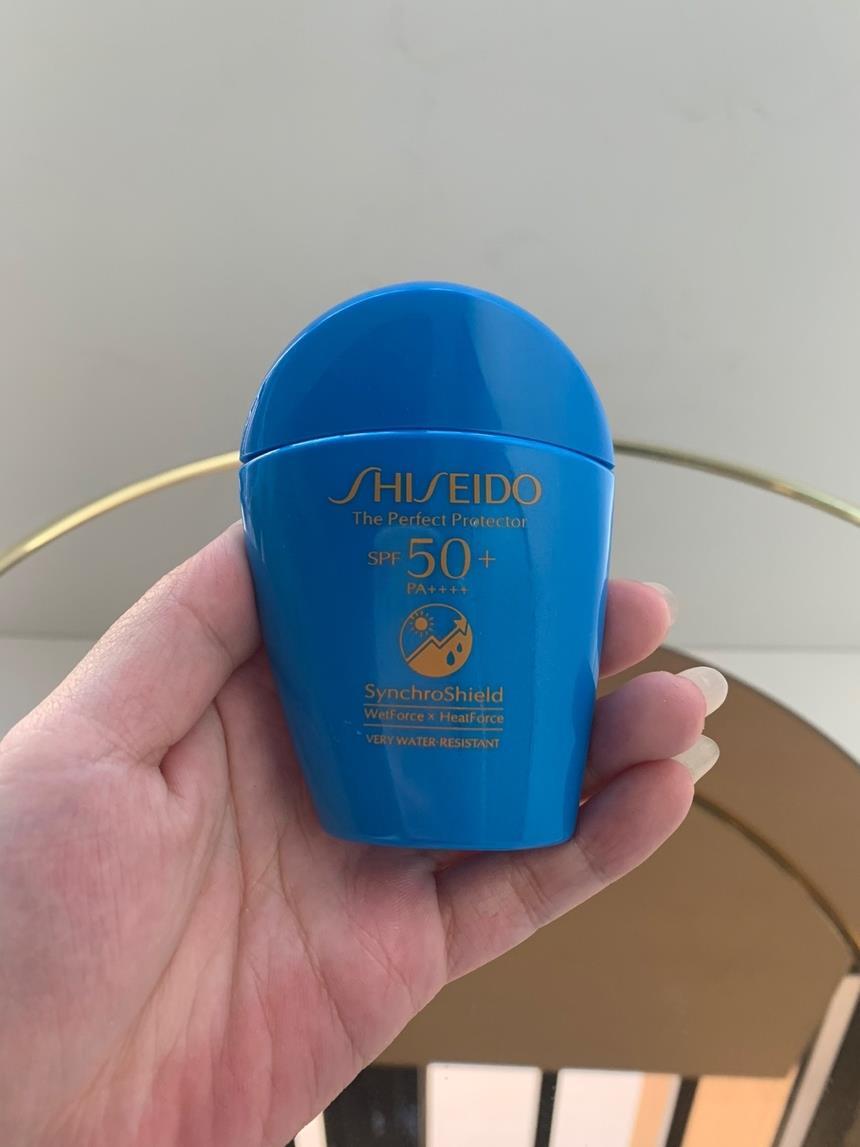 SHISEIDO
The Perfect Protector
SPF 50+
PA++++
SynchroShield
WetForce × HeatForce
VERY WATER-RESISTANT